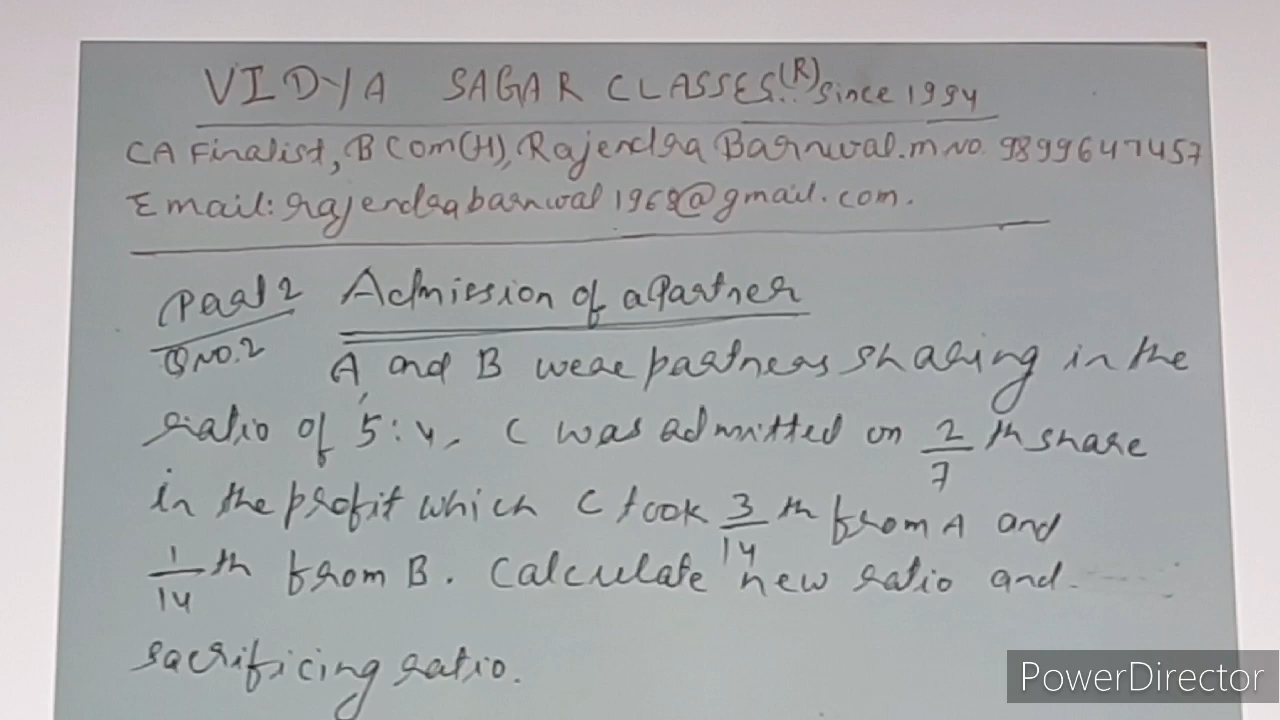 VIDYA SAGAR CLASSES(R) since 1994
CA Finalist, B Com(H), Rajendra Barnwal. m No. 9899647457
Email: rajendrabarnwal1968@gmail.com.
Part 2 Admission of a Partner
Q NO. 2
A and B were partners sharing in the
ratio of 5:4, C was admitted on 2/7 th share
in the profit which C took 3/14 th from A and
1/14 th from B. Calculate new ratio and
sacrificing ratio.
PowerDirector